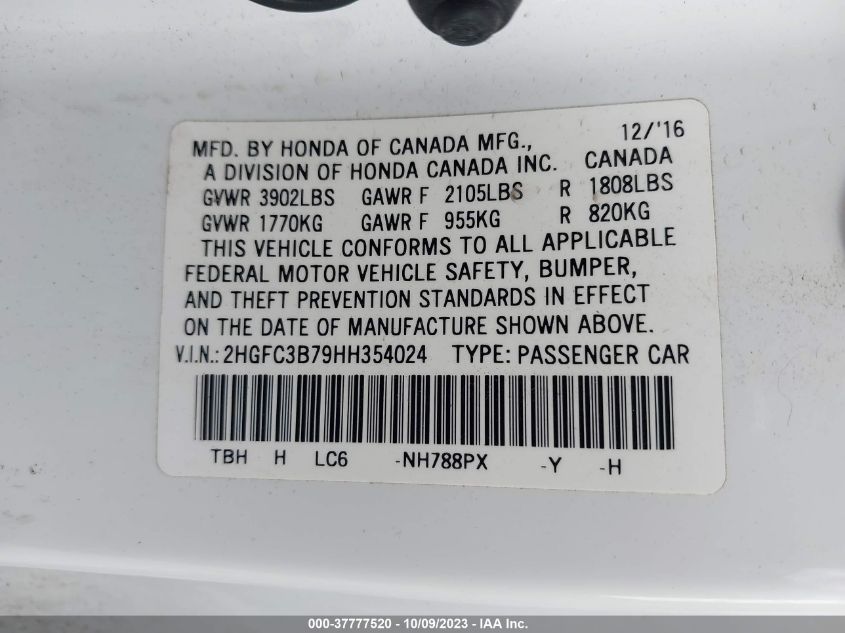 MFD. BY HONDA OF CANADA MFG., 12/'16
A DIVISION OF HONDA CANADA INC. CANADA
GVWR 3902LBS GAWR F 2105LBS R 1808LBS
GVWR 1770KG GAWR F 955KG R 820KG
THIS VEHICLE CONFORMS TO ALL APPLICABLE
FEDERAL MOTOR VEHICLE SAFETY, BUMPER,
AND THEFT PREVENTION STANDARDS IN EFFECT
ON THE DATE OF MANUFACTURE SHOWN ABOVE.
V.I.N.: 2HGFC3B79HH354024 TYPE: PASSENGER CAR
TBH H LC6 -NH788PX -Y -H
000-37777520 - 10/09/2023 - IAA Inc.